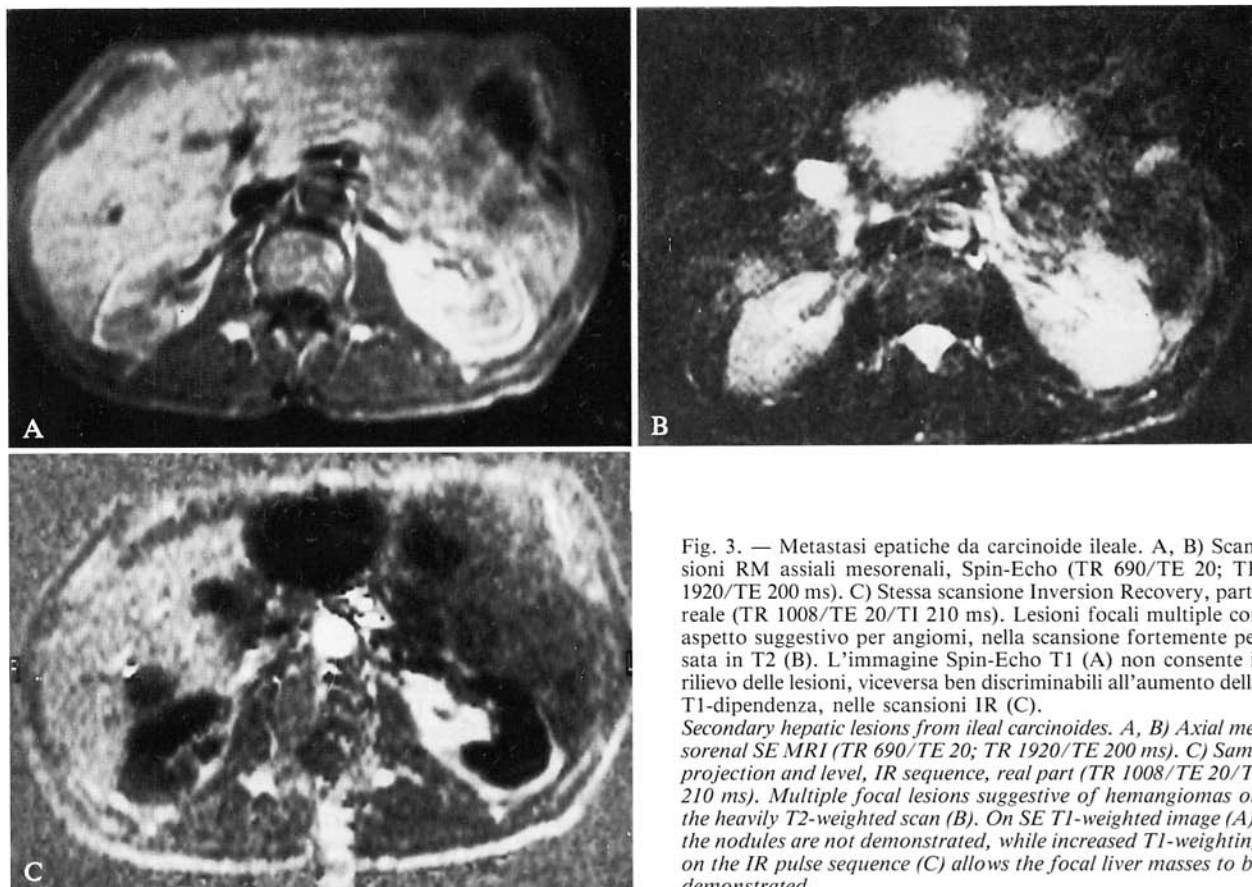 A
B
C
Fig. 3. — Metastasi epatiche da carcinoide ileale. A, B) Scan
sioni RM assiali mesorenali, Spin-Echo (TR 690/TE 20;
1920/TE 200 ms). C) Stessa scansione Inversion Recovery, part
reale (TR 1008/TE 20/TI 210 ms). Lesioni focali multiple
aspetto suggestivo per angiomi, nella scansione fortemente pe
sata in T2 (B). L'immagine Spin-Echo T1 (A) non consente i
rilievo delle lesioni, viceversa ben discriminabili all'aumento dell
T1-dipendenza, nelle scansioni IR (C).
Secondary hepatic lesions from ileal carcinoides. A, B) Axial me
sorenal SE MRI (TR 690/TE 20; TR 1920/TE 200 ms). C) Sam
projection and level, IR sequence, real part (TR 1008/TE 20/T
210 ms). Multiple focal lesions suggestive of hemangiomas
the heavily T2-weighted scan (B). On SE T1-weighted image (A)
the nodules are not demonstrated, while increased T1-weighting
on the IR pulse sequence (C) allows the focal liver masses to b
demonstrated